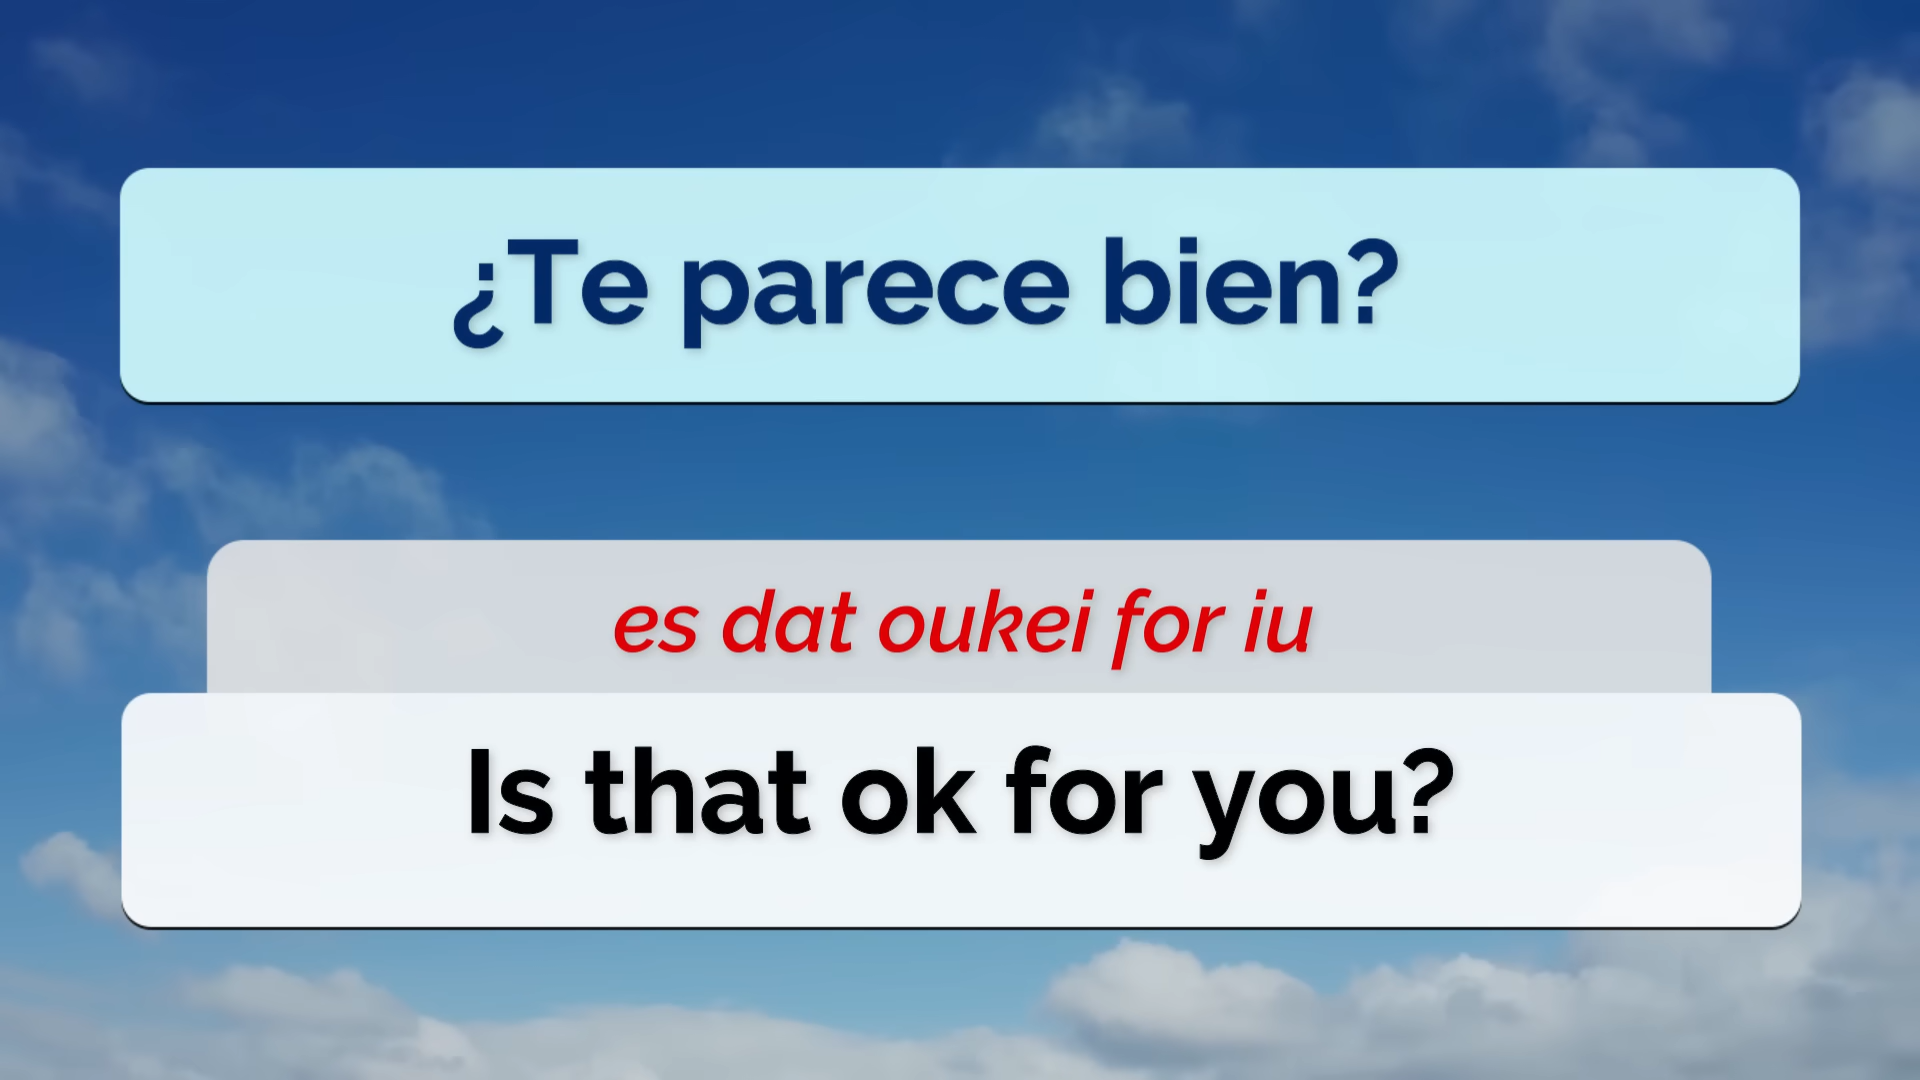 ¿Te parece bien?
es dat oukei for iu
Is that ok for you?